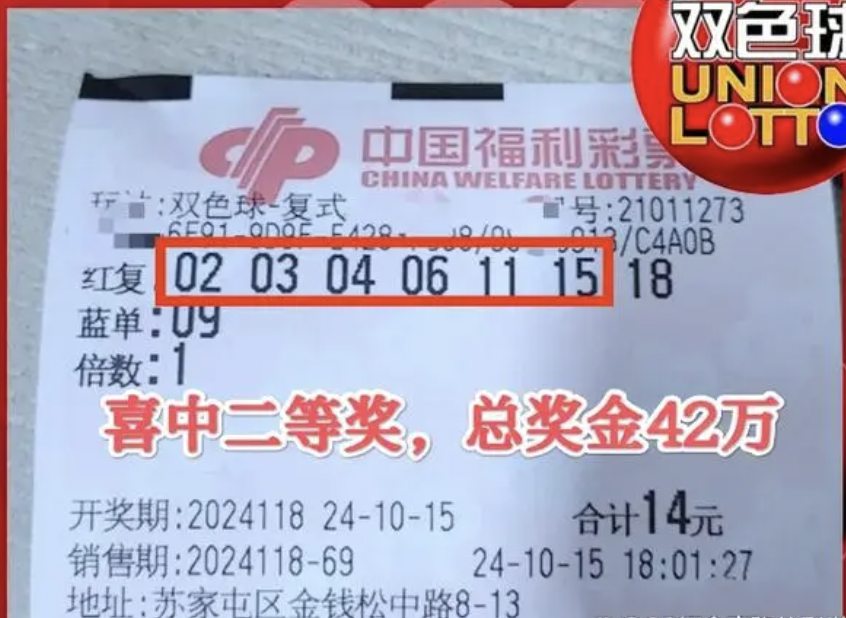 双色球
UNION
LOTTO
中国福利彩票
CHINA WELFARE LOTTERY
:双色球-复式
号:21011273
/C4A0B
红复 02 03 04 06 11 15 18
蓝单:09
倍数:1
喜中二等奖，总奖金42万
开奖期:2024118 24-10-15 合计14元
销售期:2024118-69 24-10-15 18:01:27
地址:苏家屯区金钱松中路8-13